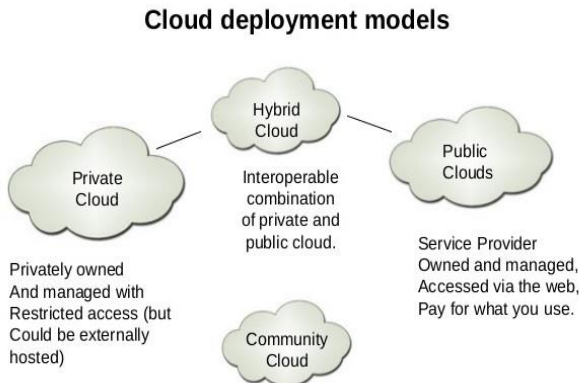 Cloud deployment models
Hybrid
Cloud
Private
Cloud
Public
Clouds
Interoperable
combination
of private and
public cloud.
Privately owned
And managed with
Restricted access (but
Could be externally
hosted)
Service Provider
Owned and managed,
Accessed via the web,
Pay for what you use.
Community
Cloud